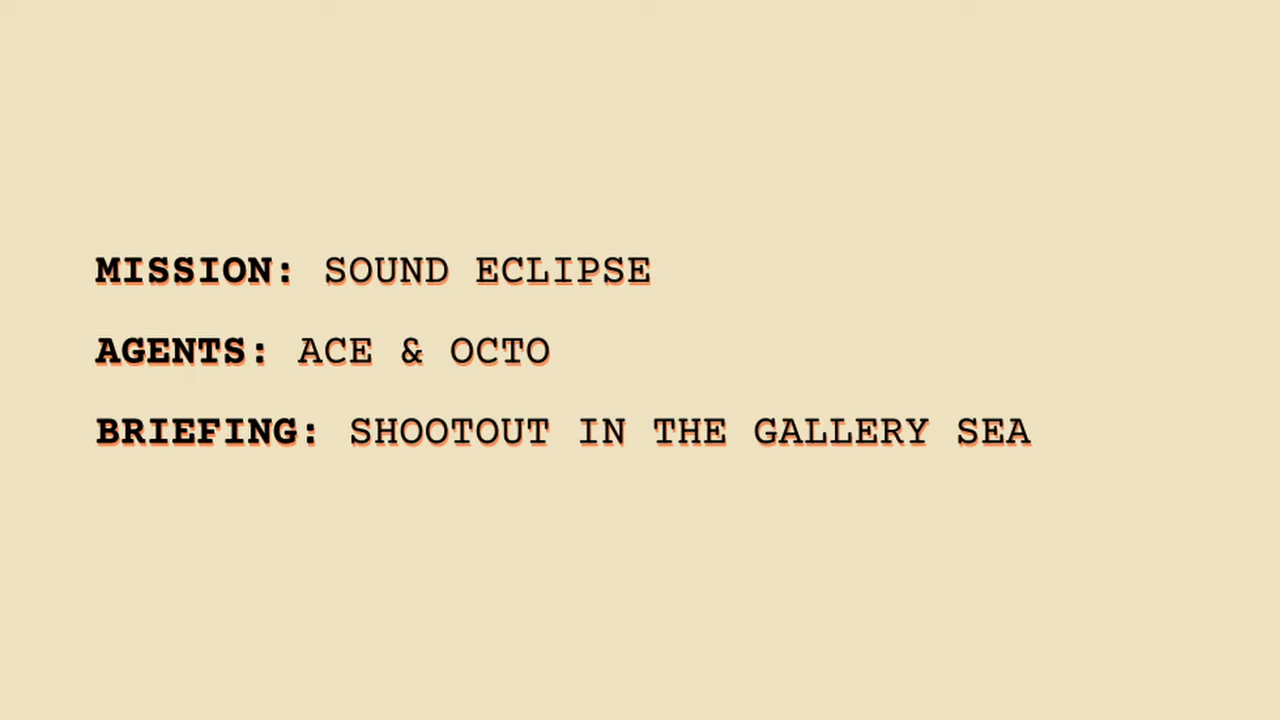 MISSION: SOUND ECLIPSE
AGENTS: ACE & OCTO
BRIEFING: SHOOTOUT IN THE GALLERY SEA